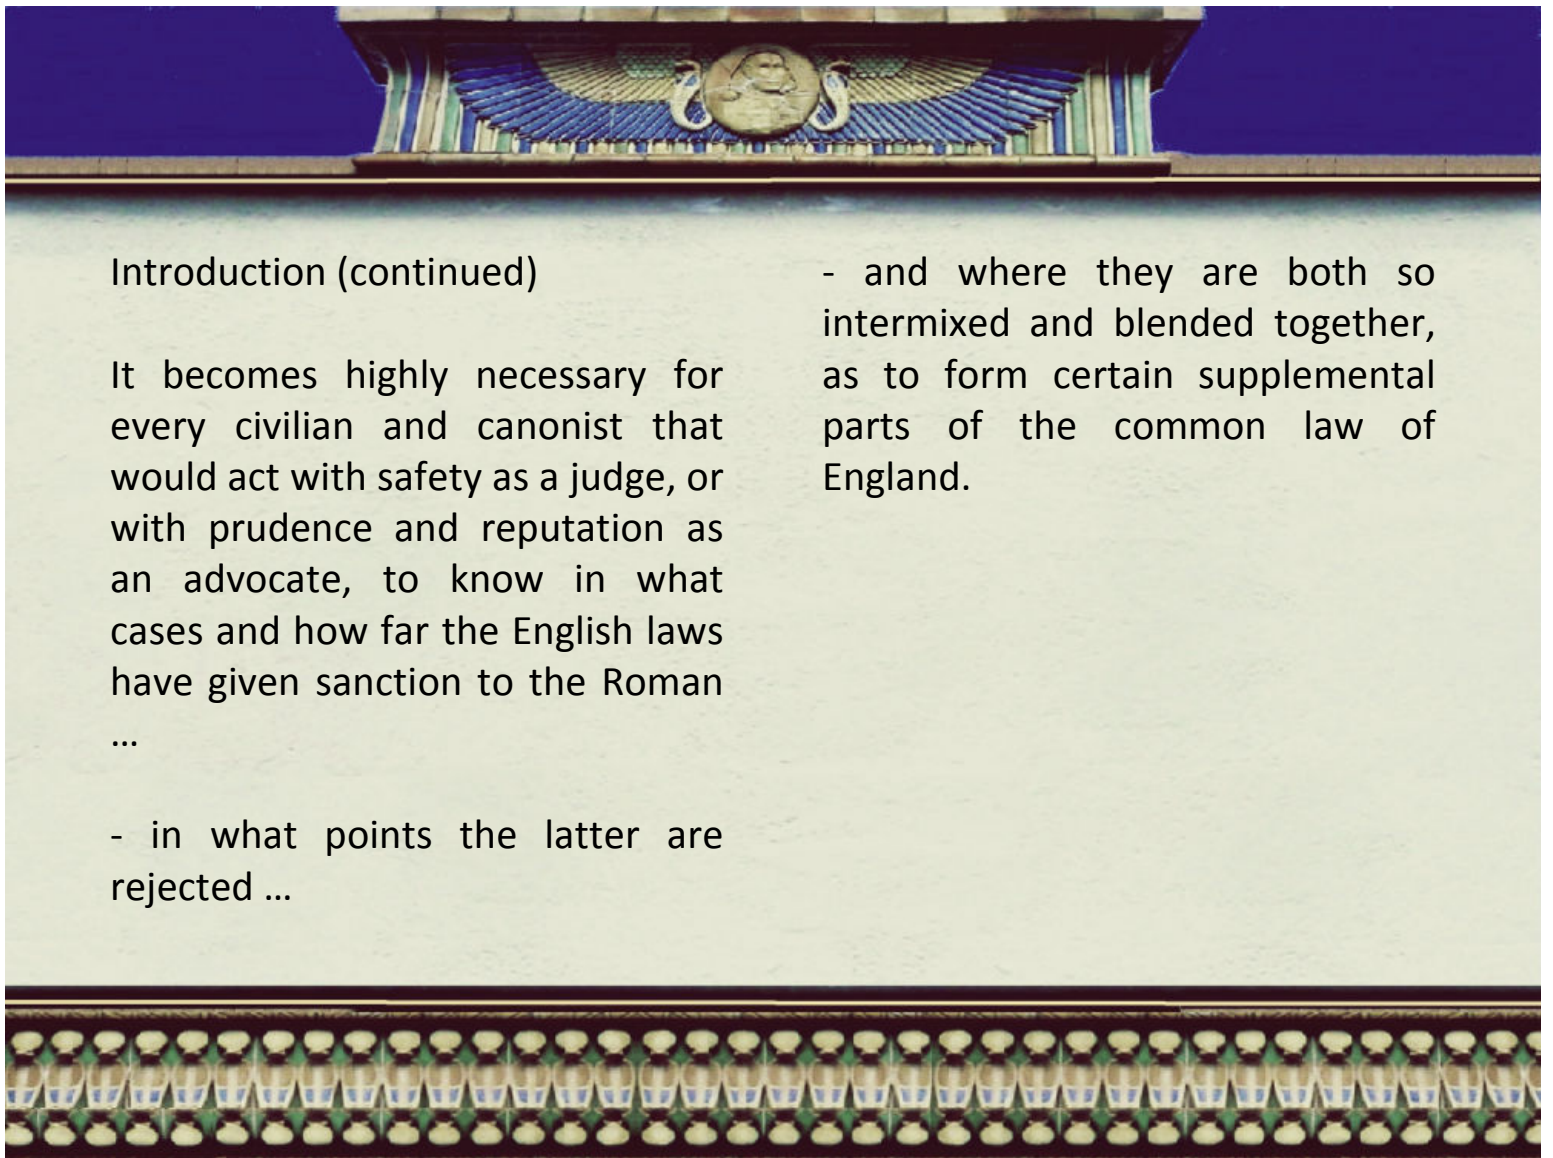 Introduction (continued)
It becomes highly necessary for
every civilian and canonist that
would act with safety as a judge, or
with prudence and reputation as
an advocate, to know in what
cases and how far the English laws
have given sanction to the Roman
…
- in what points the latter are
rejected …
- and where they are both so
intermixed and blended together,
as to form certain supplemental
parts of the common law of
England.